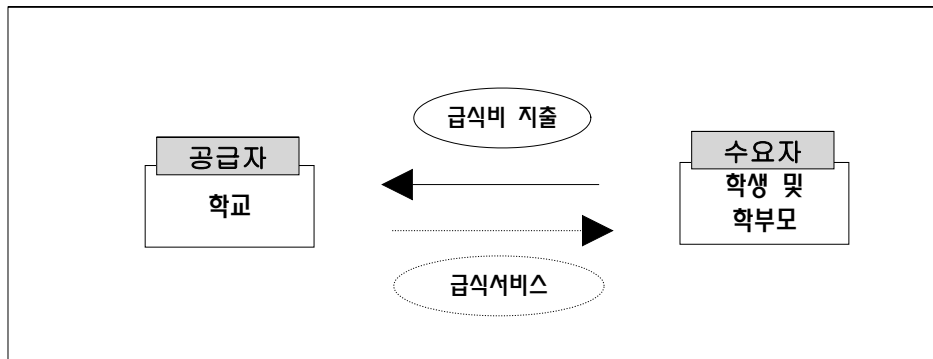 급식비 지출
공급자
수요자
학교
학생 및
학부모
급식서비스